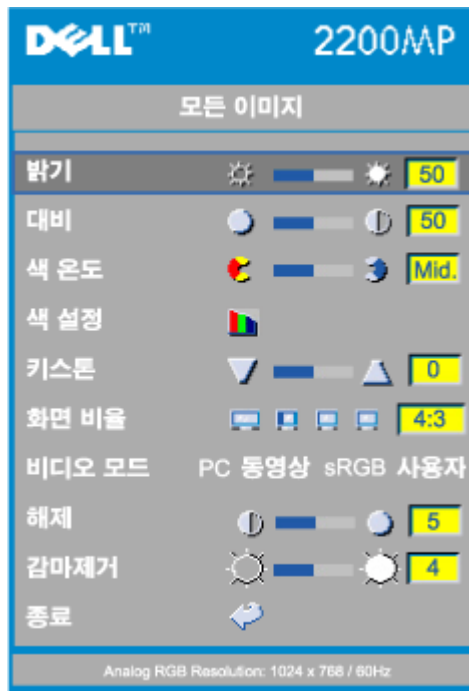 DELL™ 2200MP
모든 이미지
밝기 50
대비 50
색 온도 Mid.
색 설정
키스톤 0
화면 비율 4:3
비디오 모드 PC 동영상 sRGB 사용자
해제 5
감마제거 4
종료
Analog RGB Resolution: 1024 x 768 / 60Hz